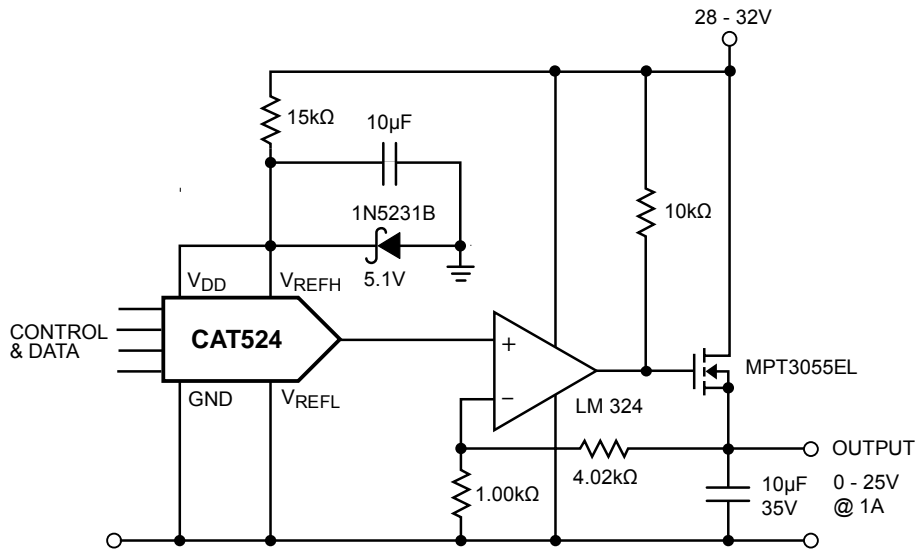 28 - 32V
15kΩ
10µF
1N5231B
10kΩ
5.1V
VDD
VREFH
CONTROL
& DATA
CAT524
+
MPT3055EL
GND
VREFL
–
LM 324
OUTPUT
4.02kΩ
1.00kΩ
10µF
35V
0 - 25V
@ 1A